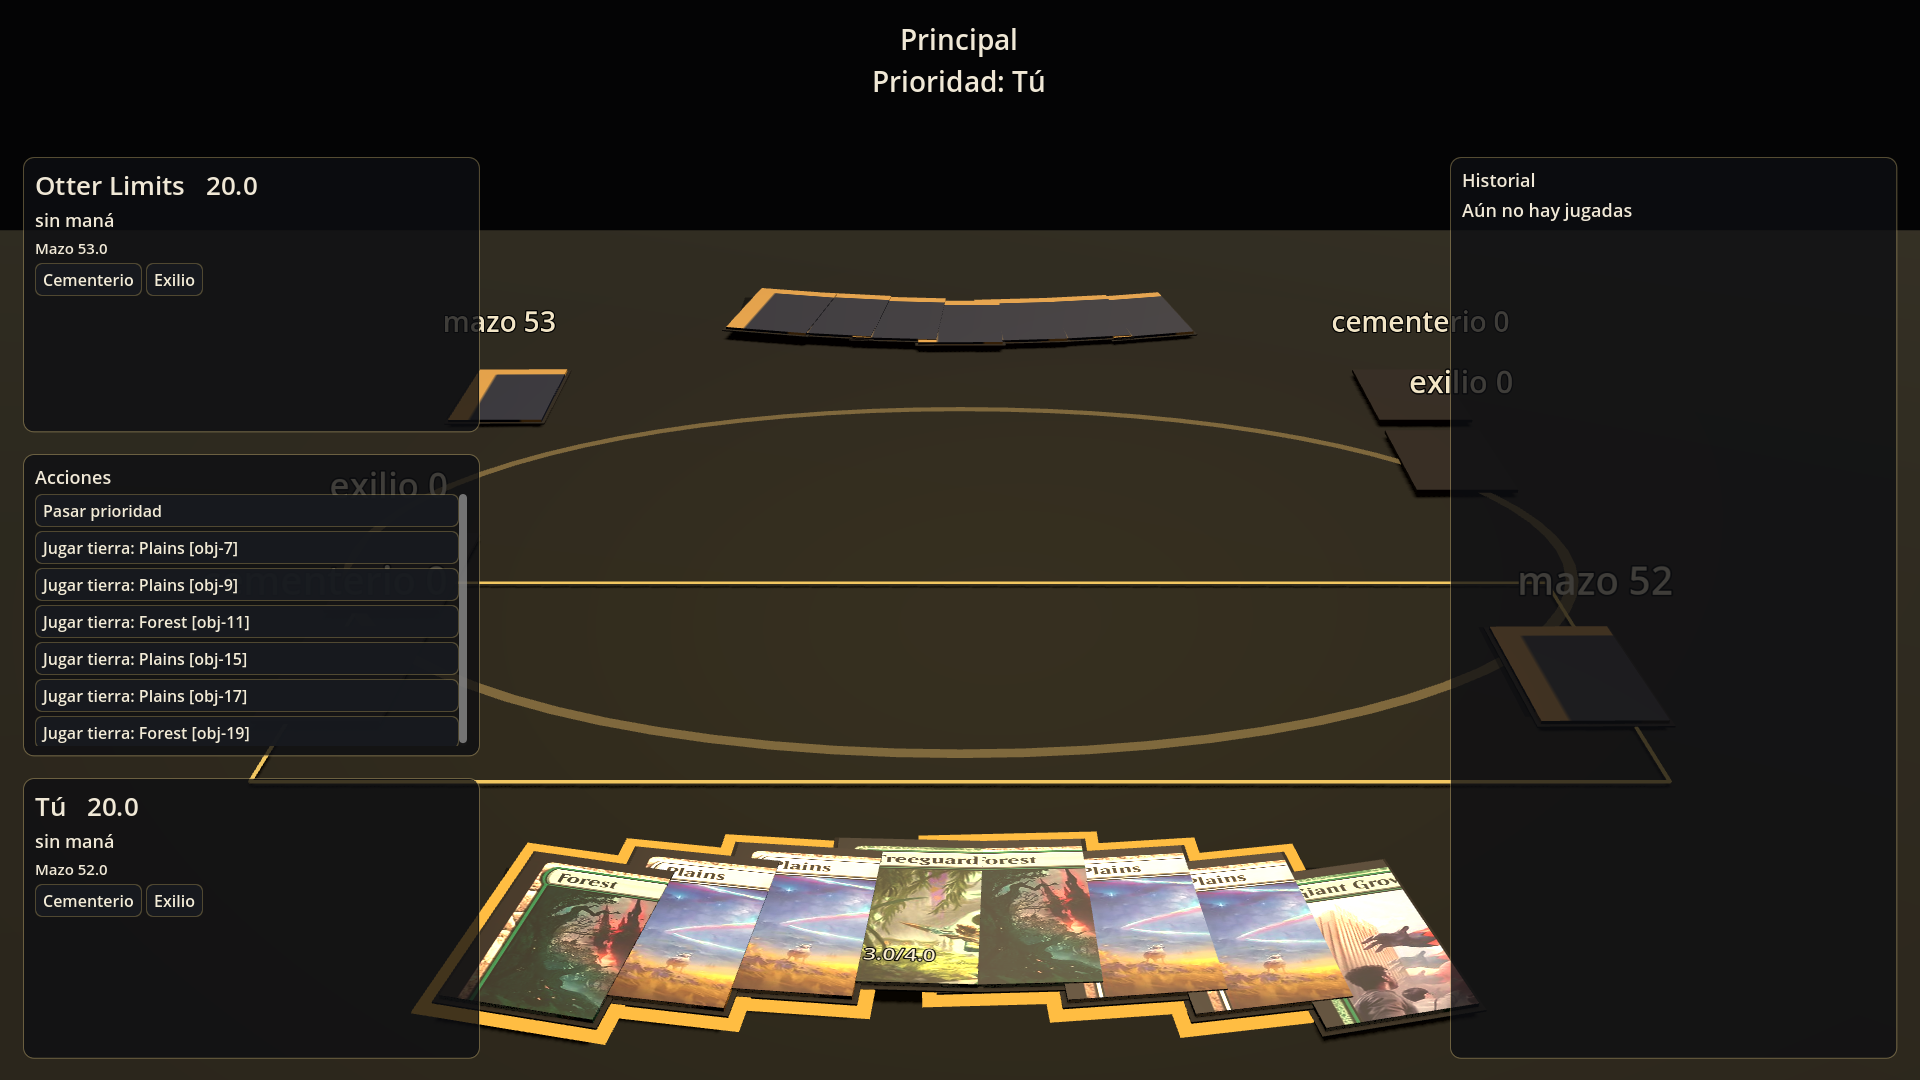 Principal
Prioridad: Tú
Otter Limits 20.0
sin maná
Mazo 53.0
Cementerio Exilio
mazo 53
cementerio 0
exilio 0
Historial
Aún no hay jugadas
Acciones
exilio 0
Pasar prioridad
Jugar tierra: Plains [obj-7]
Jugar tierra: Plains [obj-9]
Jugar tierra: Forest [obj-11]
Jugar tierra: Plains [obj-15]
Jugar tierra: Plains [obj-17]
Jugar tierra: Forest [obj-19]
mazo 52
Tú 20.0
sin maná
Mazo 52.0
Cementerio Exilio
Forest
Plains
Plains
Plains
Plains
3.0/4.0